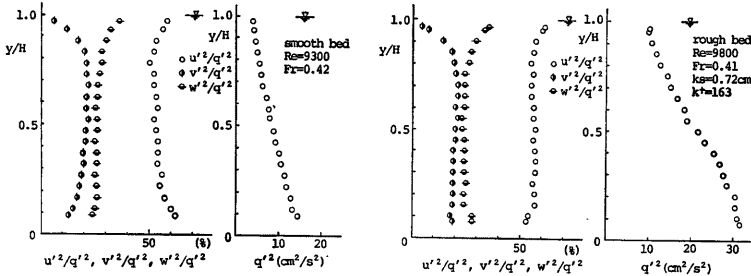 1.0
y/H
0.5
0
50
(%)
u'²/q'², v'²/q'², w'²/q'²
u'²/q'²
v'²/q'²
w'²/q'²
1.0
y/H
0.5
0
10
20
q'² (cm²/s²)
smooth bed
Re=9300
Fr=0.42
1.0
y/H
0.5
0
50
(%)
u'²/q'², v'²/q'², w'²/q'²
u'²/q'²
v'²/q'²
w'²/q'²
1.0
y/H
0.5
0
10
20
30
q'² (cm²/s²)
rough bed
Re=9800
Fr=0.41
ks=0.72cm
k⁺=163